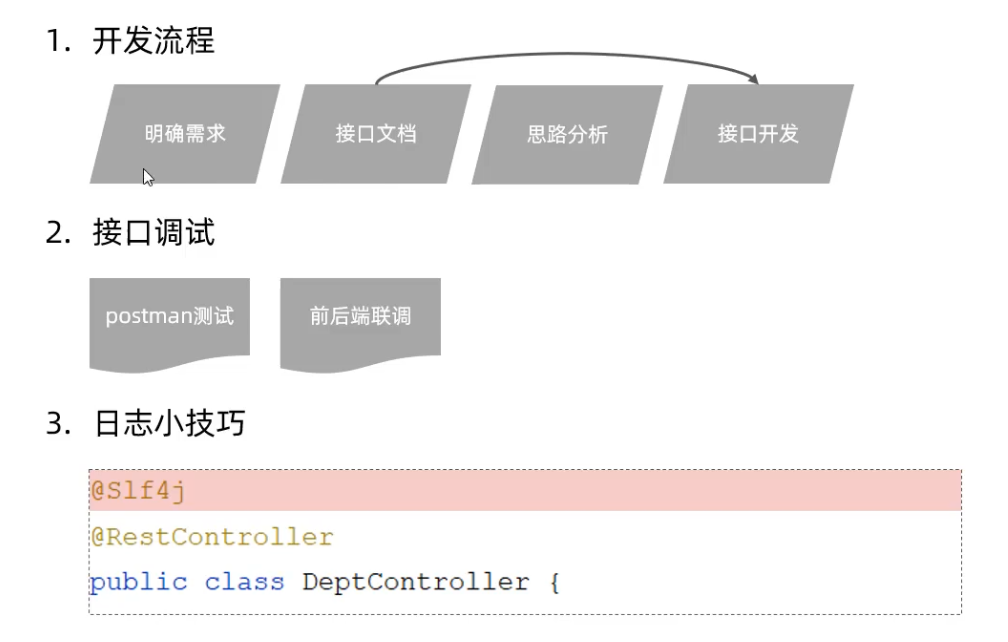 1. 开发流程
明确需求 接口文档 思路分析 接口开发
2. 接口调试
postman测试 前后端联调
3. 日志小技巧
@Slf4j
@RestController
public class DeptController {